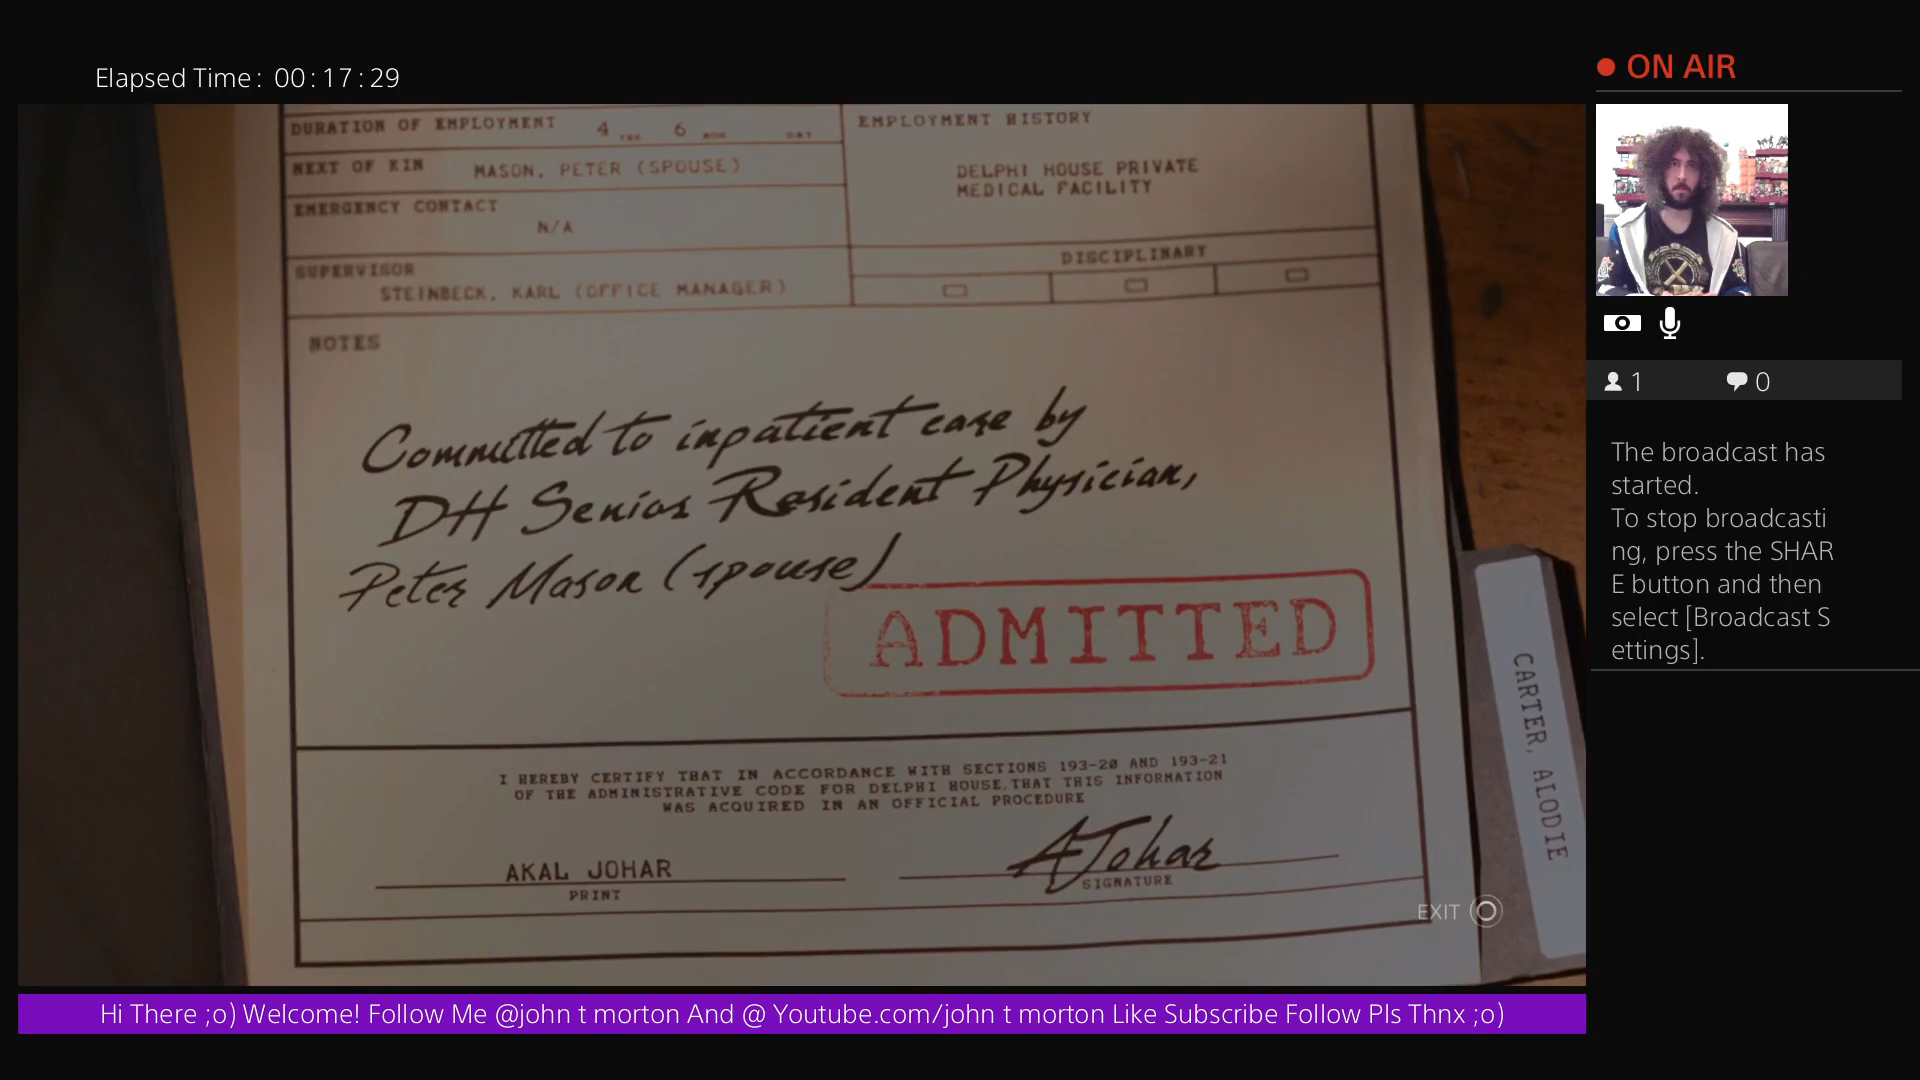 Elapsed Time: 00:17:29
ON AIR
DURATION OF EMPLOYMENT 4 YRS 6 MOS DAY
EMPLOYMENT HISTORY
NEXT OF KIN MASON, PETER (SPOUSE)
DELPHI HOUSE PRIVATE
MEDICAL FACILITY
EMERGENCY CONTACT
N/A
SUPERVISOR
STEINBECK, KARL (OFFICE MANAGER)
DISCIPLINARY
NOTES
Committed to inpatient care by
DH Senior Resident Physician,
Peter Mason (spouse)
ADMITTED
I HEREBY CERTIFY THAT IN ACCORDANCE WITH SECTIONS 193-20 AND 193-21
OF THE ADMINISTRATIVE CODE FOR DELPHI HOUSE, THAT THIS INFORMATION
WAS ACQUIRED IN AN OFFICIAL PROCEDURE
AKAL JOHAR
PRINT
AJohar
SIGNATURE
CARTER, ALODIE
EXIT
1
0
The broadcast has
started.
To stop broadcasti
ng, press the SHAR
E button and then
select [Broadcast S
ettings].
Hi There ;o) Welcome! Follow Me @john t morton And @ Youtube.com/john t morton Like Subscribe Follow Pls Thnx ;o)